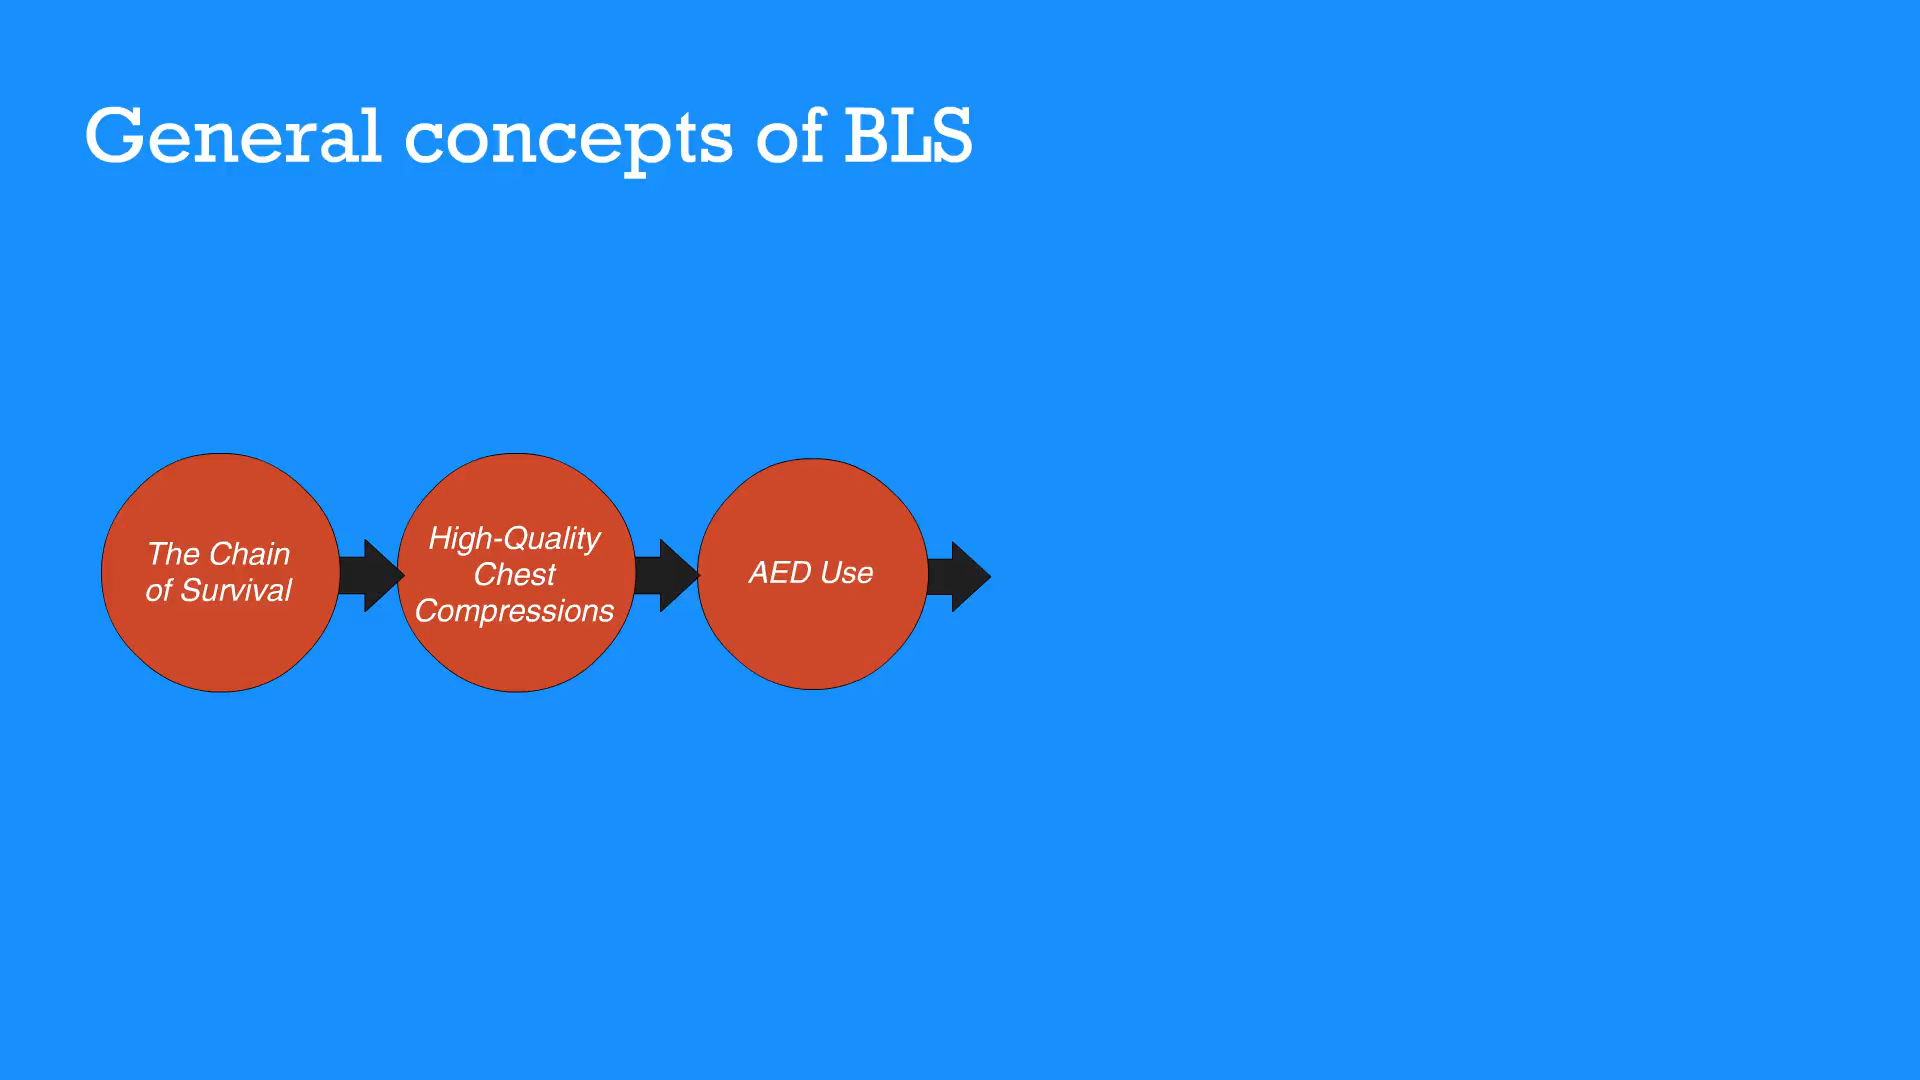 General concepts of BLS
The Chain
of Survival
High-Quality
Chest
Compressions
AED Use